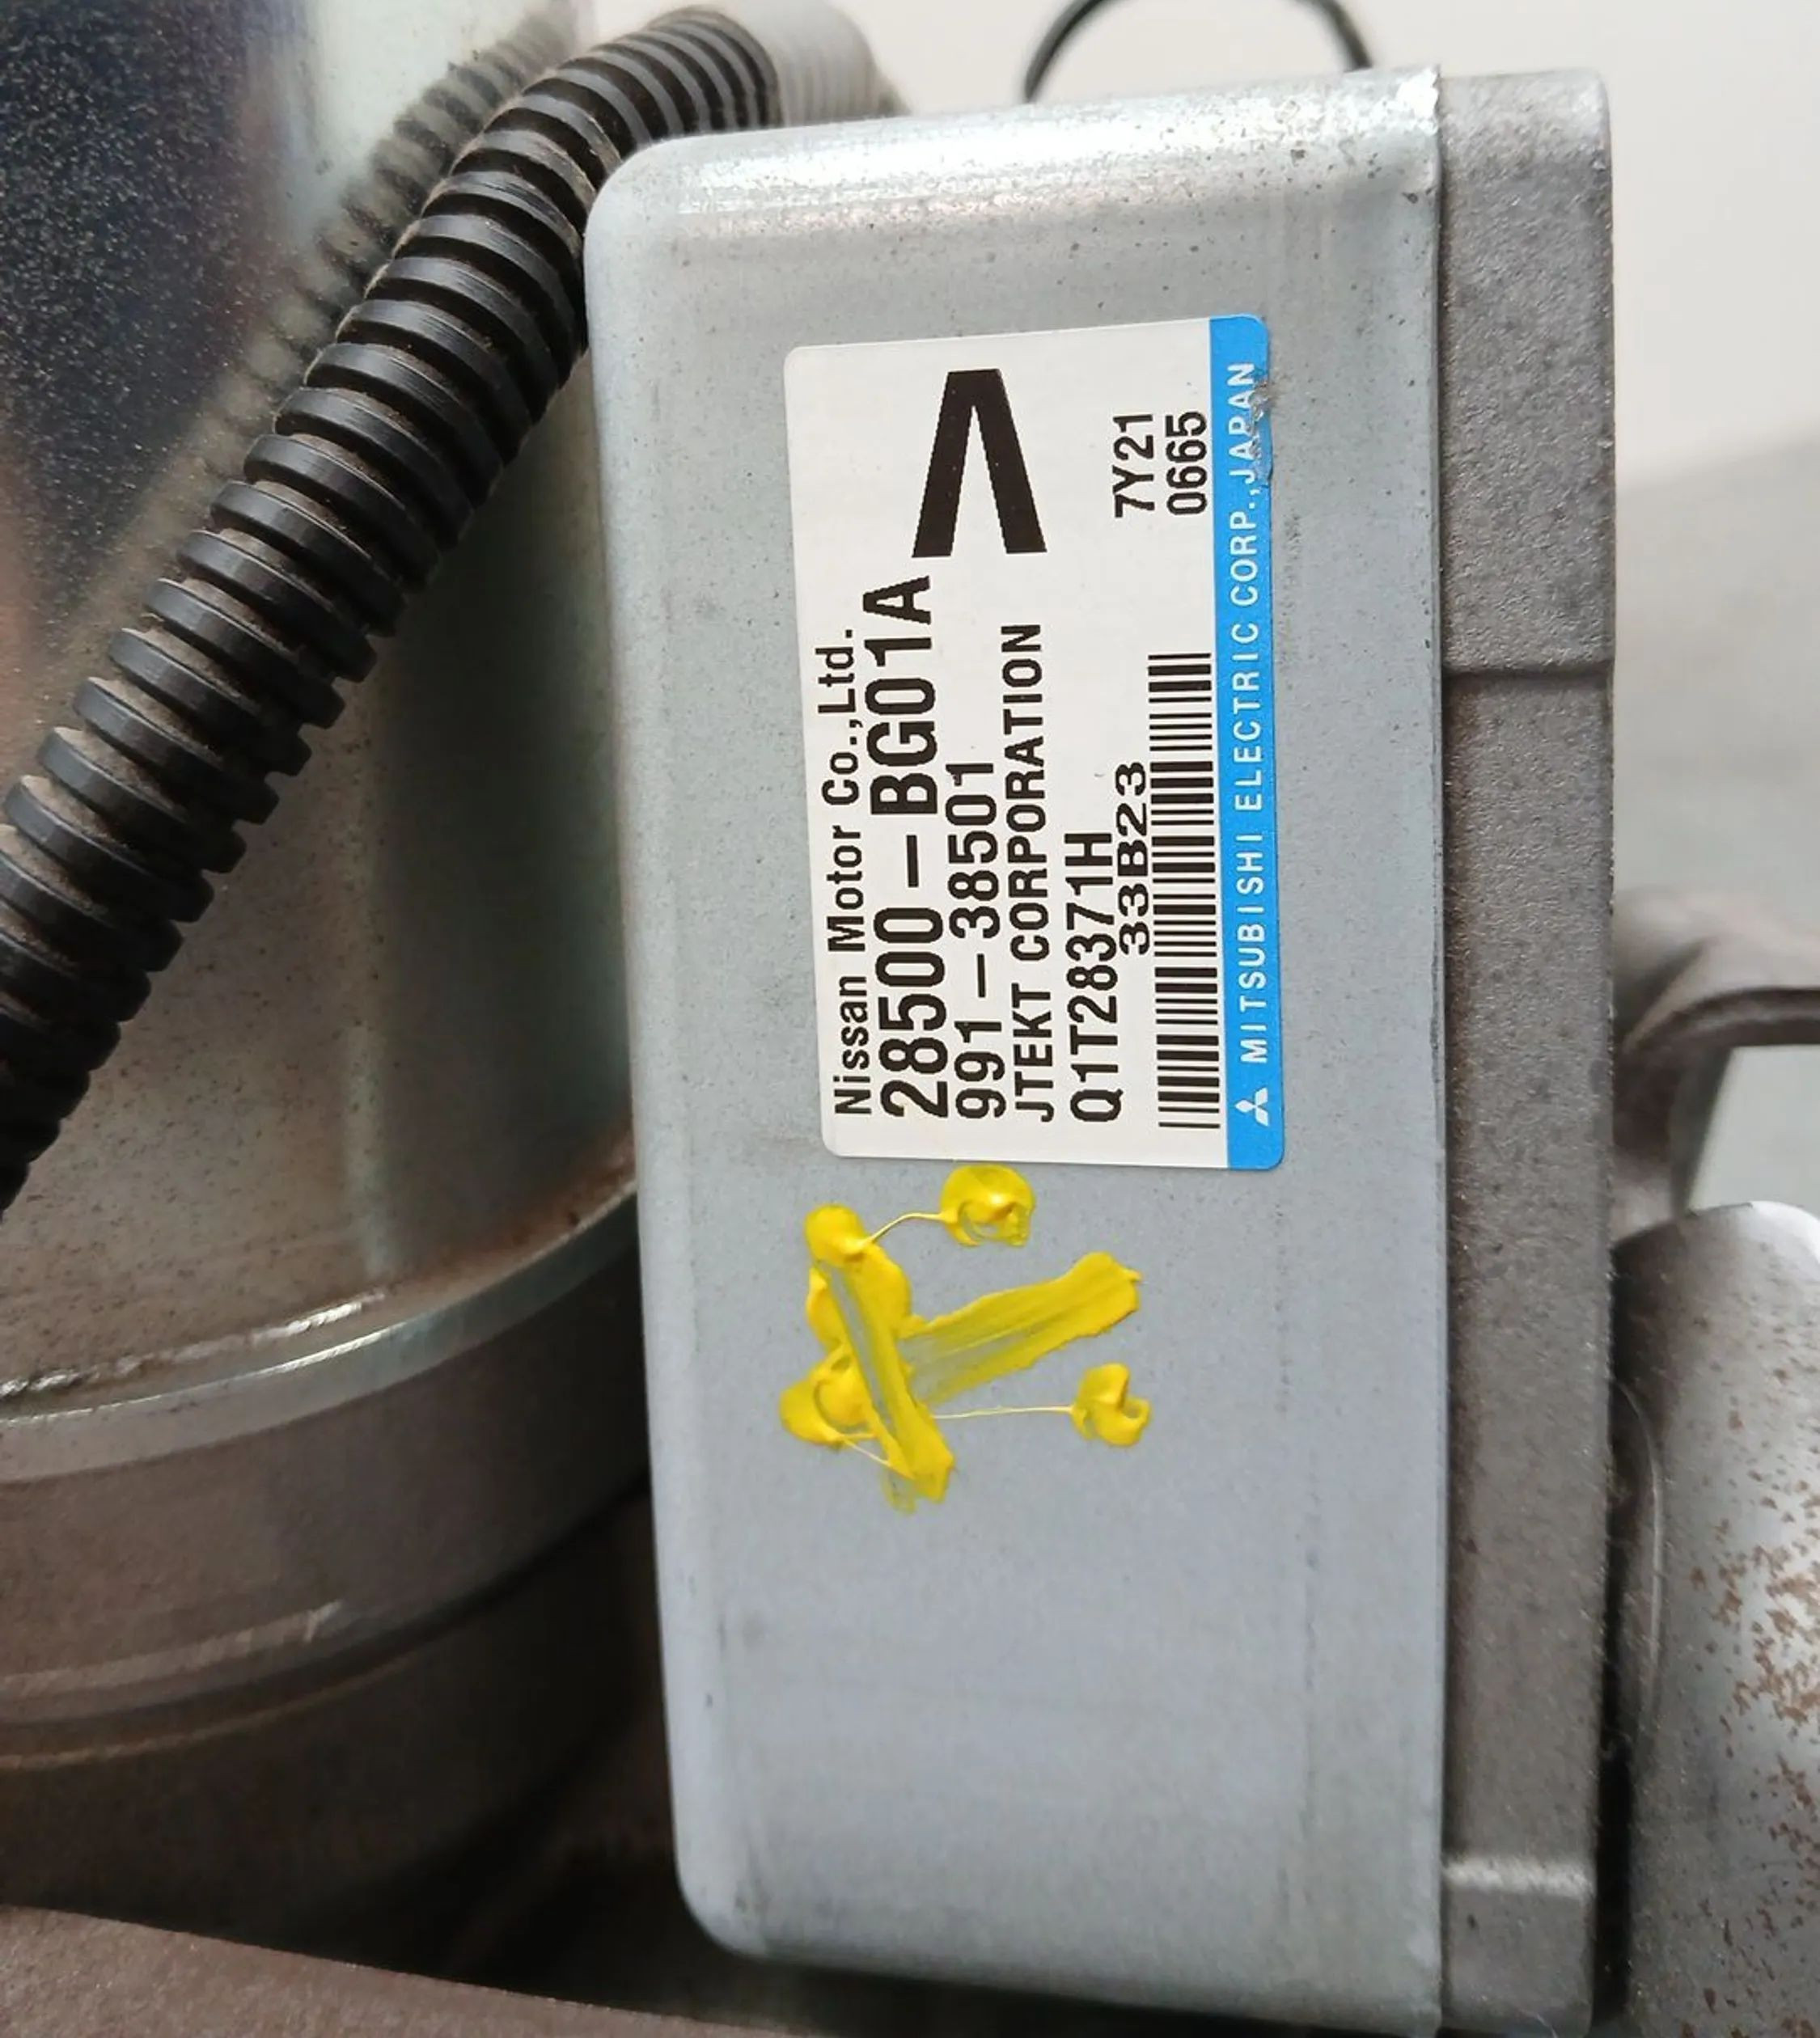 Nissan Motor Co.,Ltd.
28500-BG01A
991-38501 >
JTEKT CORPORATION
Q1T28371H
33B23 7Y21
0665
MITSUBISHI ELECTRIC CORP.,JAPAN